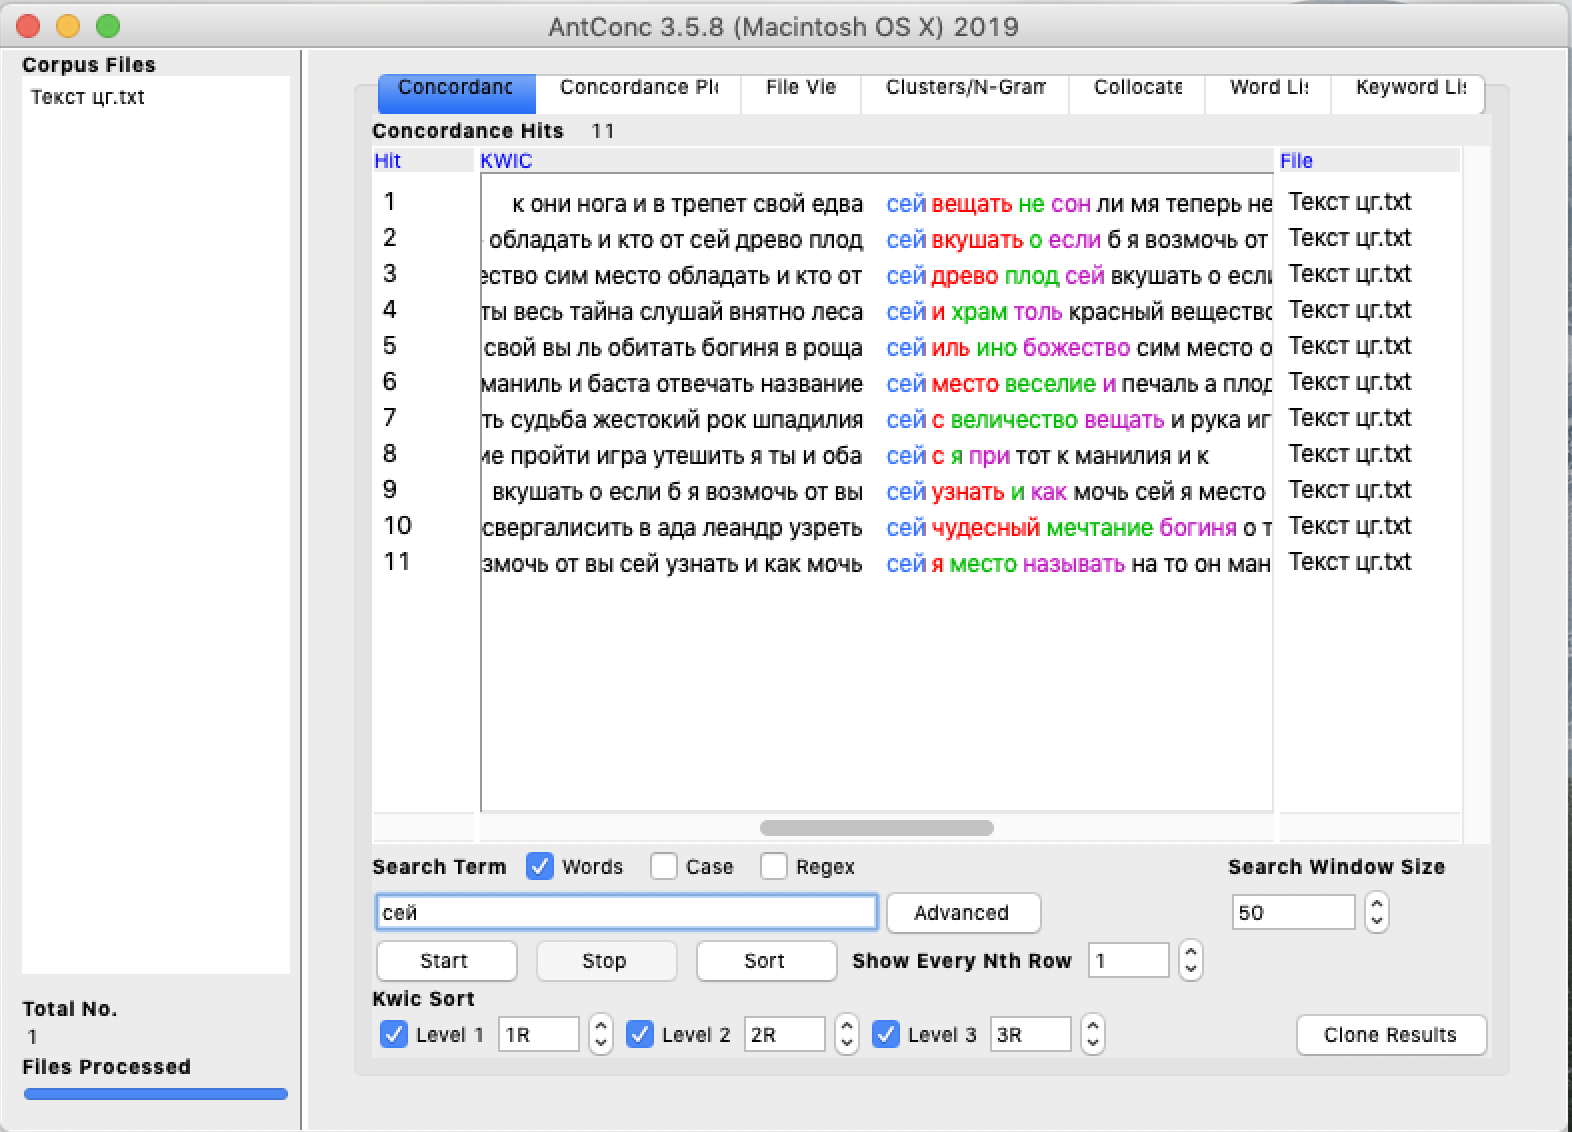 AntConc 3.5.8 (Macintosh OS X) 2019
Corpus Files
Текст цг.txt
Concordanc Concordance Plo File Vie Clusters/N-Gram Collocate Word Lis Keyword Lis
Concordance Hits 11
Hit KWIC File
1 к они нога и в трепет свой едва сей вещать не сон ли мя теперь не Текст цг.txt
2 обладать и кто от сей древо плод сей вкушать о если б я возмочь от Текст цг.txt
3 ество сим место обладать и кто от сей древо плод сей вкушать о если Текст цг.txt
4 ты весь тайна слушай внятно леса сей и храм толь красный вещество Текст цг.txt
5 свой вы ль обитать богиня в роща сей иль ино божество сим место о Текст цг.txt
6 маниль и баста отвечать название сей место веселие и печаль а плод Текст цг.txt
7 ть судьба жестокий рок шпадилия сей с величество вещать и рука иг Текст цг.txt
8 ие пройти игра утешить я ты и оба сей с я при тот к манилия и к Текст цг.txt
9 вкушать о если б я возмочь от вы сей узнать и как мочь сей я место Текст цг.txt
10 свергалисить в ада леандр узреть сей чудесный мечтание богиня о т Текст цг.txt
11 змочь от вы сей узнать и как мочь сей я место называть на то он ман Текст цг.txt
Search Term Words Case Regex Search Window Size
сей Advanced 50
Start Stop Sort Show Every Nth Row 1
Kwic Sort
Level 1 1R Level 2 2R Level 3 3R Clone Results
Total No.
1
Files Processed